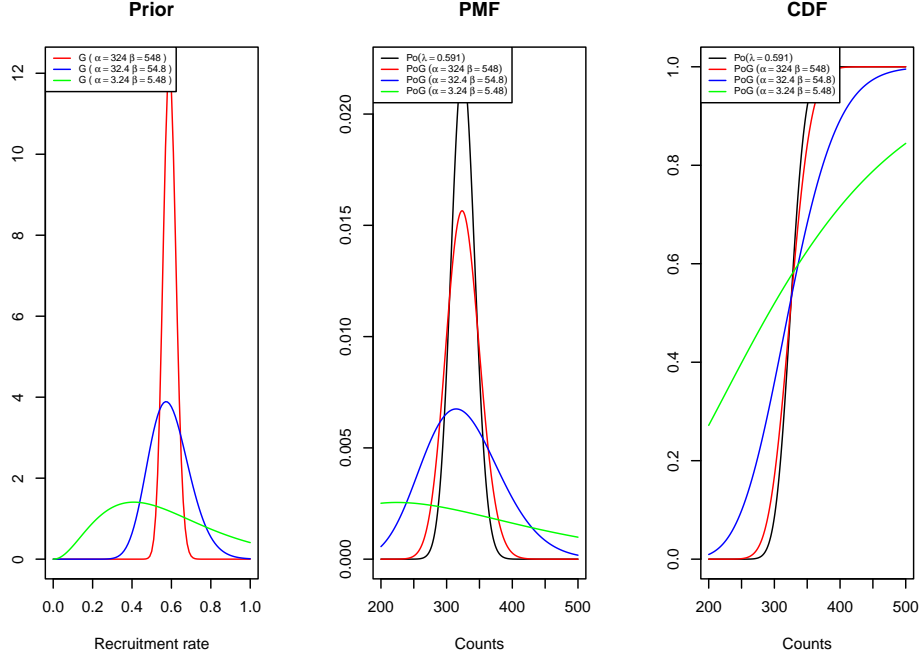 Prior
G ( α = 324 β = 548 )
G ( α = 32.4 β = 54.8 )
G ( α = 3.24 β = 5.48 )
12
10
8
6
4
2
0
0.0 0.2 0.4 0.6 0.8 1.0
Recruitment rate
PMF
Po(λ = 0.591)
PoG ( α = 324 β = 548)
PoG ( α = 32.4 β = 54.8)
PoG ( α = 3.24 β = 5.48)
0.020
0.015
0.010
0.005
0.000
200 300 400 500
Counts
CDF
Po(λ = 0.591)
PoG ( α = 324 β = 548)
PoG ( α = 32.4 β = 54.8)
PoG ( α = 3.24 β = 5.48)
1.0
0.8
0.6
0.4
0.2
0.0
200 300 400 500
Counts